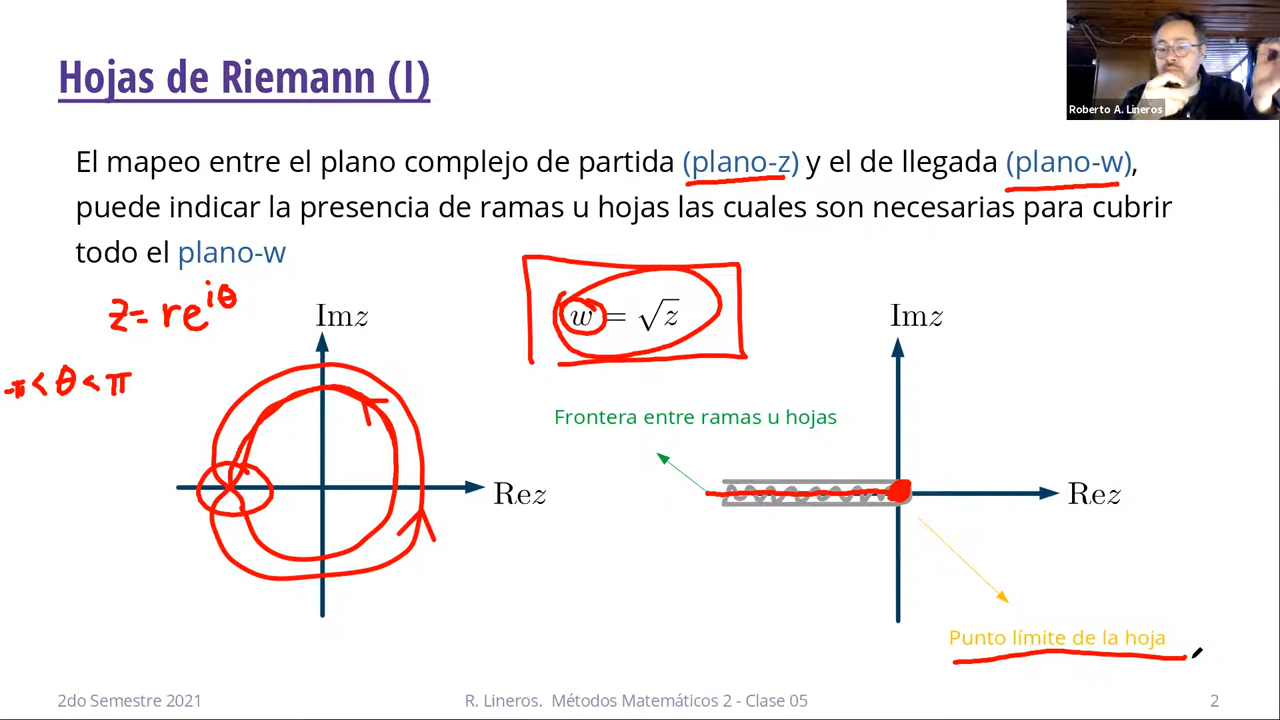 Hojas de Riemann (I)
Roberto A. Lineros
El mapeo entre el plano complejo de partida (plano-z) y el de llegada (plano-w),
puede indicar la presencia de ramas u hojas las cuales son necesarias para cubrir
todo el plano-w
z = re^{iθ}
-π < θ < π
w = √z
Imz
Rez
Imz
Frontera entre ramas u hojas
Rez
Punto límite de la hoja
2do Semestre 2021
R. Lineros. Métodos Matemáticos 2 - Clase 05
2